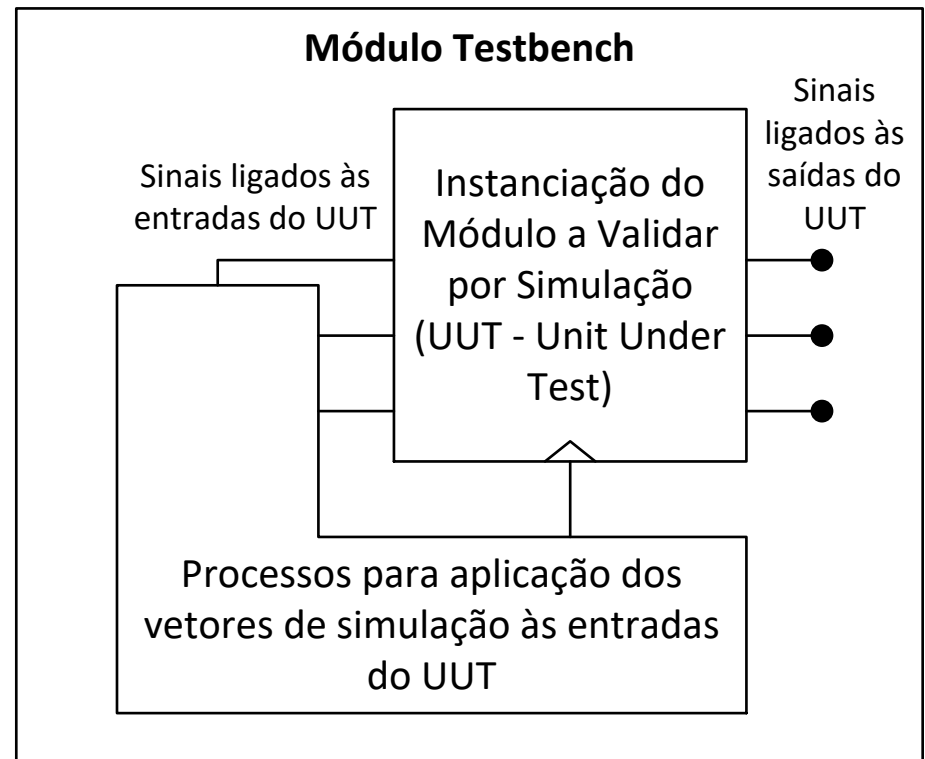 Módulo Testbench
Sinais
ligados às
saídas do
UUT
Sinais ligados às
entradas do UUT
Instanciação do
Módulo a Validar
por Simulação
(UUT - Unit Under
Test)
Processos para aplicação dos
vetores de simulação às entradas
do UUT